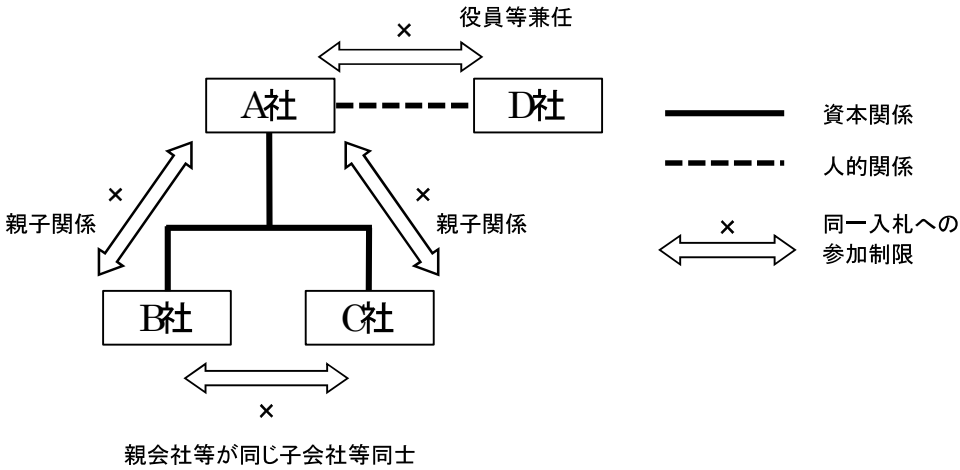 役員等兼任
×
A社
D社
資本関係
人的関係
×
親子関係
×
親子関係
×
同一入札への
参加制限
B社
C社
×
親会社等が同じ子会社等同士